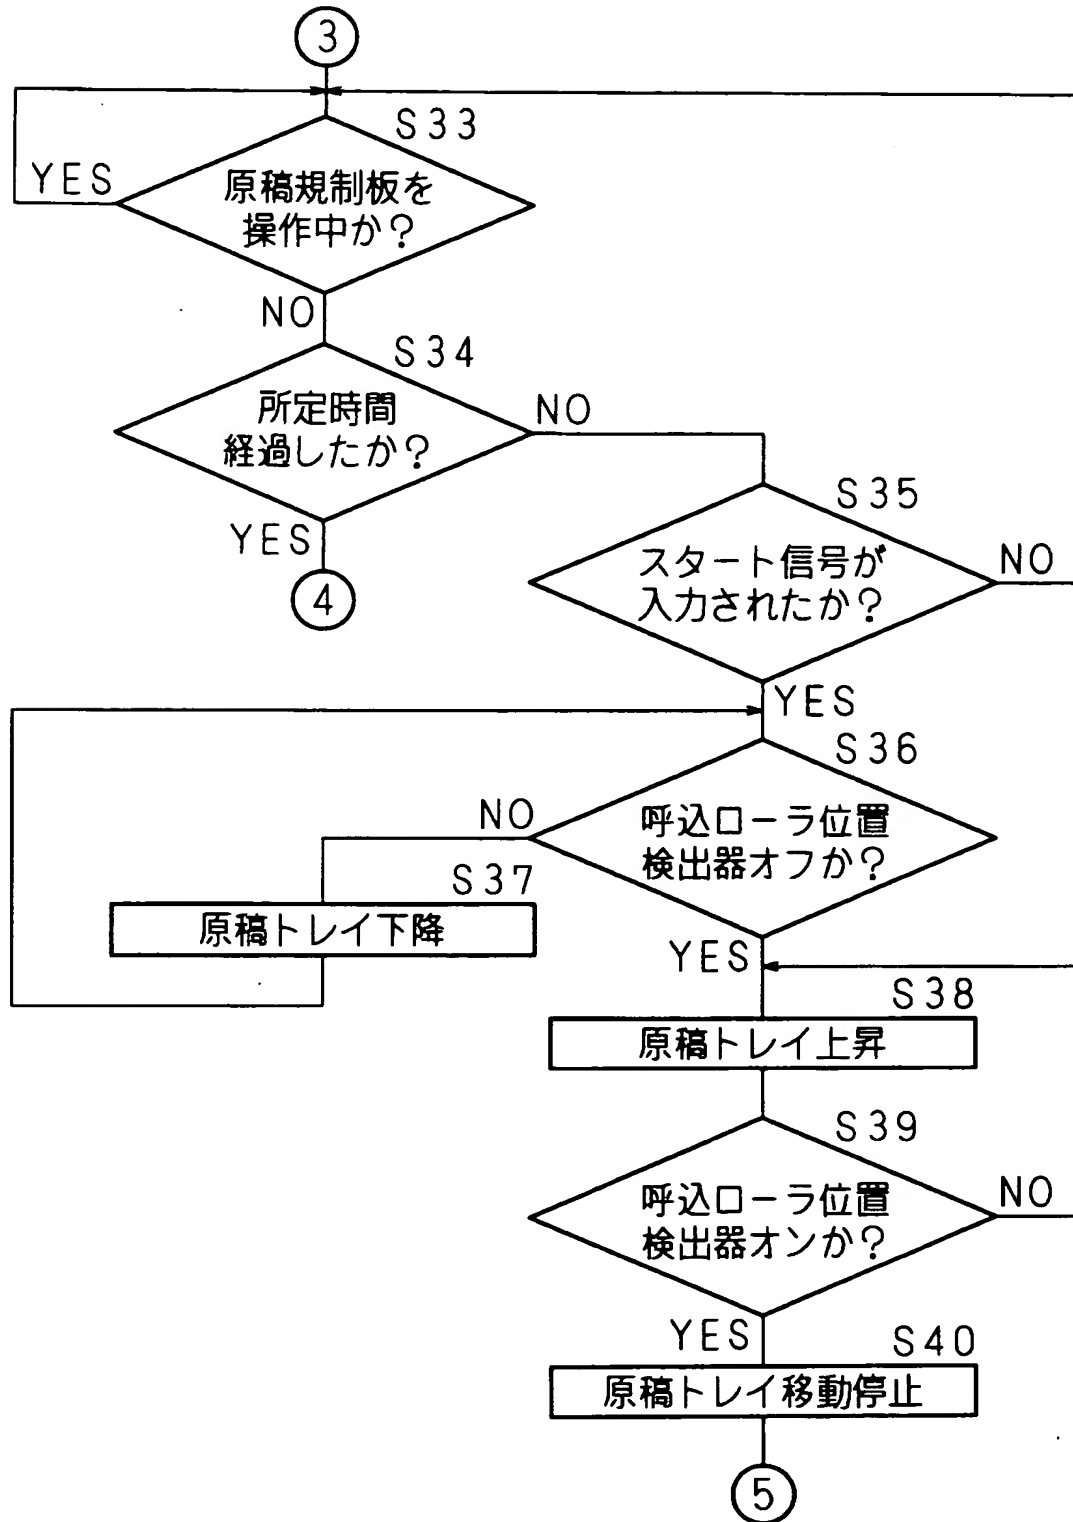 3
S33
YES
原稿規制板を
操作中か？
NO
S34
所定時間
経過したか？
NO
YES
4
S35
スタート信号が
入力されたか？
NO
YES
S36
呼込ローラ位置
検出器オフか？
NO
S37
原稿トレイ下降
YES
S38
原稿トレイ上昇
S39
呼込ローラ位置
検出器オンか？
NO
YES
S40
原稿トレイ移動停止
5